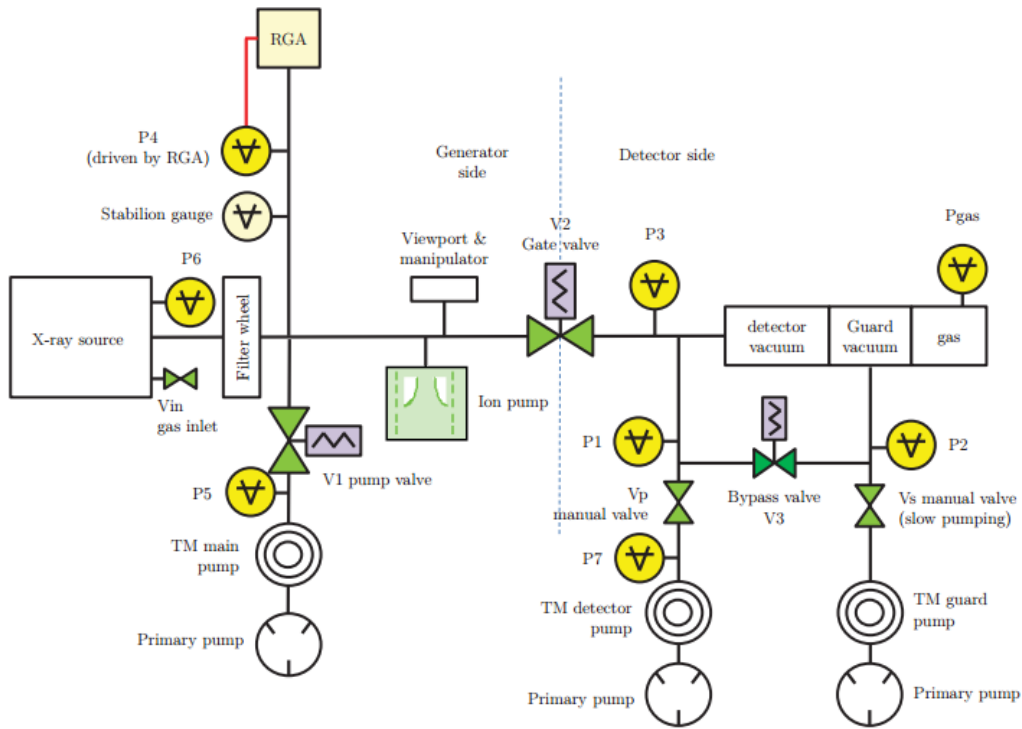 RGA
P4
(driven by RGA)
Stabilion gauge
Generator
side
Detector side
V2
Gate valve
P3
Pgas
P6
Viewport &
manipulator
X-ray source
Filter wheel
detector
vacuum
Guard
vacuum
gas
Vin
gas inlet
Ion pump
V1 pump valve
P5
P1
P2
Vp
manual valve
Bypass valve
V3
Vs manual valve
(slow pumping)
TM main
pump
P7
TM detector
pump
TM guard
pump
Primary pump
Primary pump
Primary pump